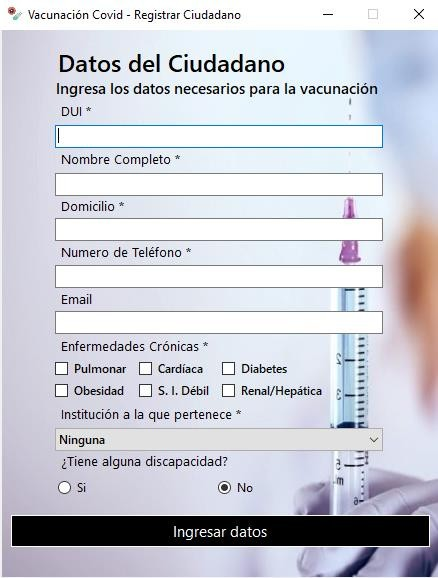 Vacunación Covid - Registrar Ciudadano
Datos del Ciudadano
Ingresa los datos necesarios para la vacunación
DUI *
Nombre Completo *
Domicilio *
Numero de Teléfono *
Email
Enfermedades Crónicas *
Pulmonar Cardíaca Diabetes
Obesidad S. I. Débil Renal/Hepática
Institución a la que pertenece *
Ninguna
¿Tiene alguna discapacidad?
Si No
Ingresar datos